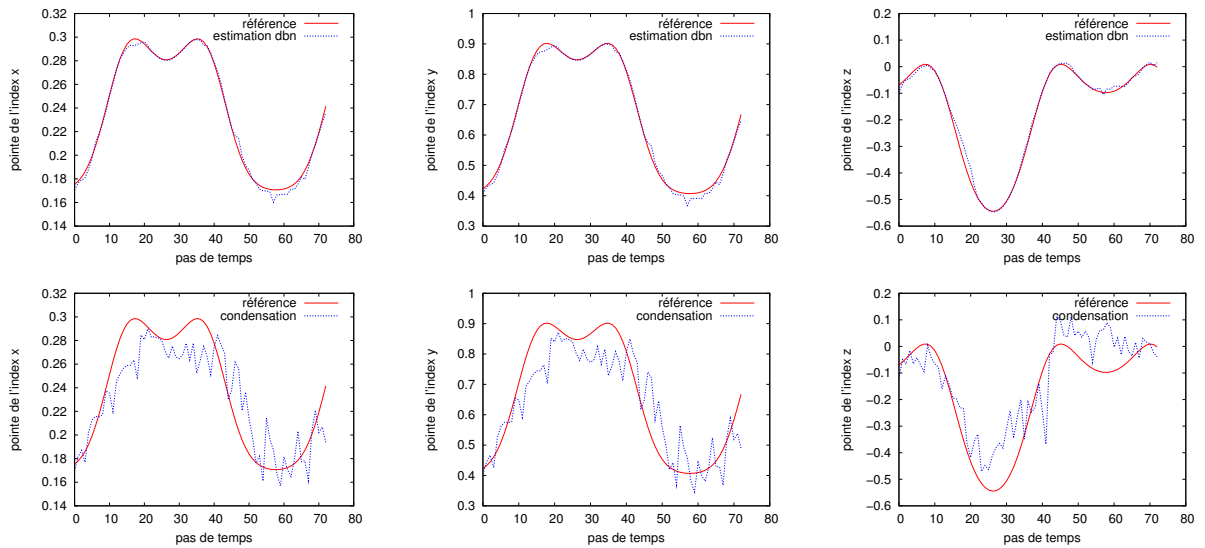 0.32
0.3
0.28
0.26
0.24
0.22
0.2
0.18
0.16
0.14
0 10 20 30 40 50 60 70 80
pas de temps
pointe de l'index x
référence
estimation dbn
1
0.9
0.8
0.7
0.6
0.5
0.4
0.3
0 10 20 30 40 50 60 70 80
pas de temps
pointe de l'index y
référence
estimation dbn
0.2
0.1
0
−0.1
−0.2
−0.3
−0.4
−0.5
−0.6
0 10 20 30 40 50 60 70 80
pas de temps
pointe de l'index z
référence
estimation dbn
0.32
0.3
0.28
0.26
0.24
0.22
0.2
0.18
0.16
0.14
0 10 20 30 40 50 60 70 80
pas de temps
pointe de l'index x
référence
condensation
1
0.9
0.8
0.7
0.6
0.5
0.4
0.3
0 10 20 30 40 50 60 70 80
pas de temps
pointe de l'index y
référence
condensation
0.2
0.1
0
−0.1
−0.2
−0.3
−0.4
−0.5
−0.6
0 10 20 30 40 50 60 70 80
pas de temps
pointe de l'index z
référence
condensation